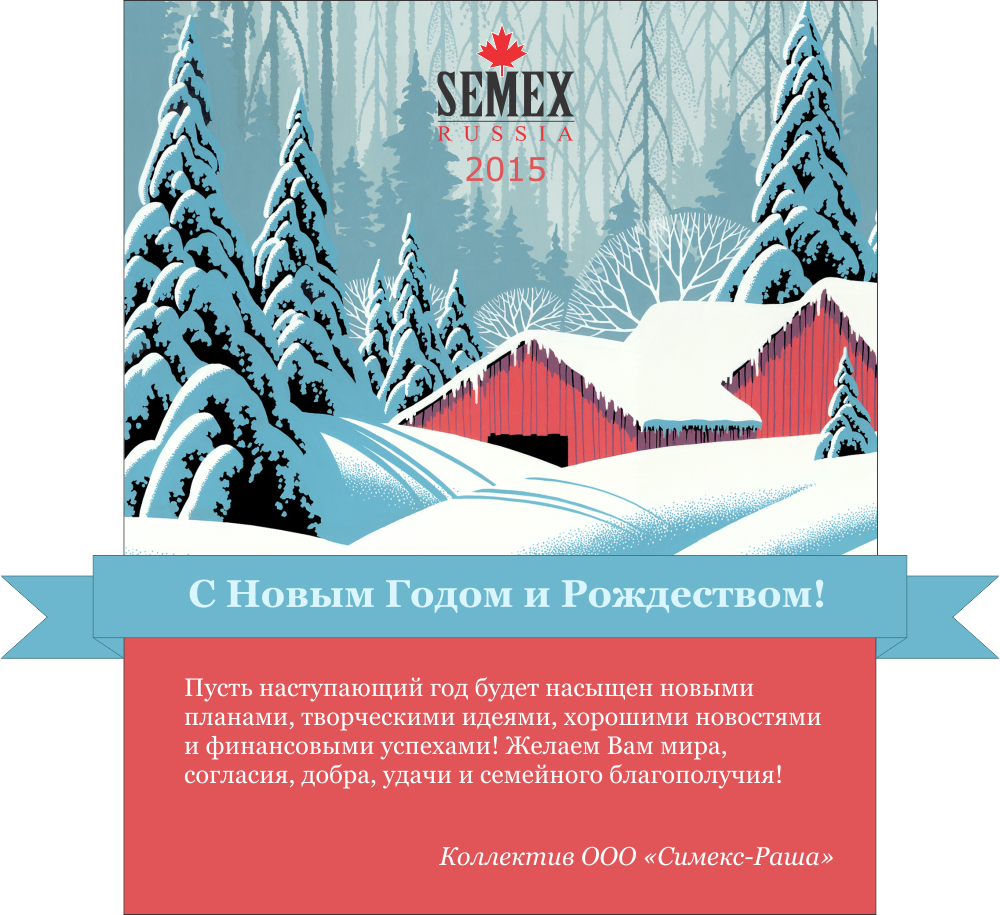 SEMEX
RUSSIA
2015
С Новым Годом и Рождеством!
Пусть наступающий год будет насыщен новыми
планами, творческими идеями, хорошими новостями
и финансовыми успехами! Желаем Вам мира,
согласия, добра, удачи и семейного благополучия!
Коллектив ООО «Симекс-Раша»